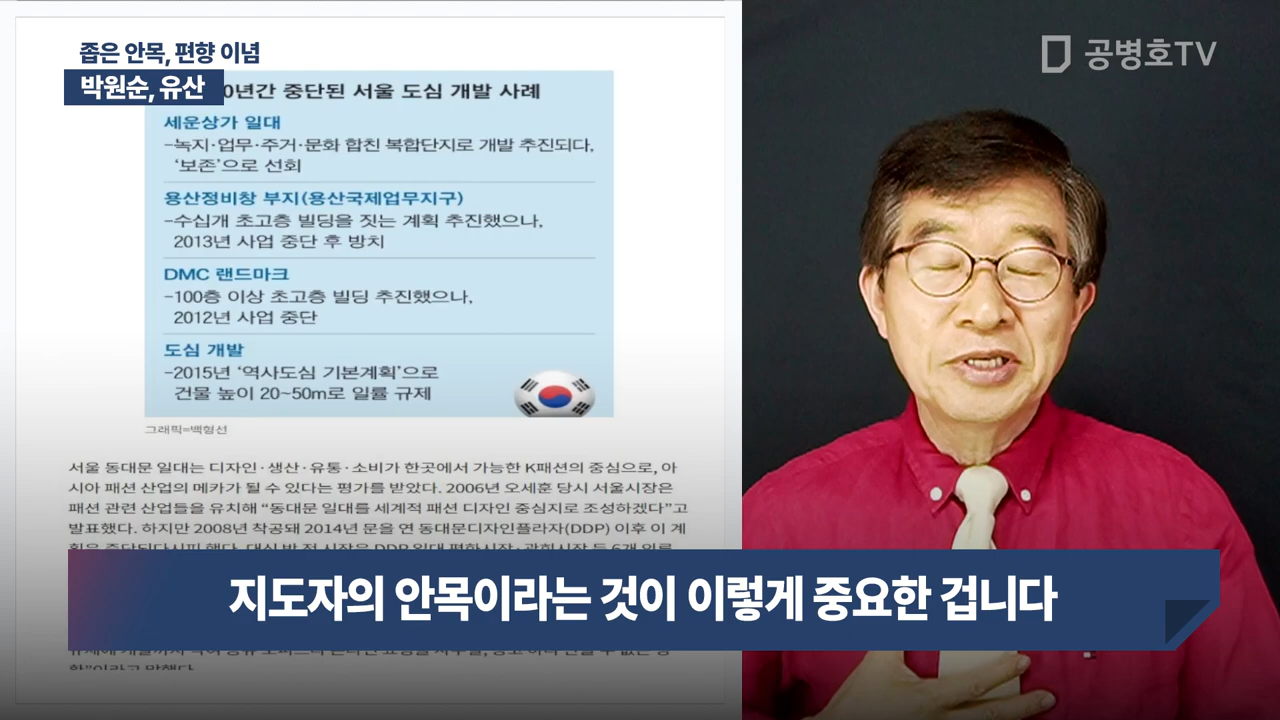 좁은 안목, 편향 이념
박원순, 유산
공병호TV
0년간 중단된 서울 도심 개발 사례
세운상가 일대
-녹지·업무·주거·문화 합친 복합단지로 개발 추진되다,
'보존'으로 선회
용산정비창 부지(용산국제업무지구)
-수십개 초고층 빌딩을 짓는 계획 추진했으나,
2013년 사업 중단 후 방치
DMC 랜드마크
-100층 이상 초고층 빌딩 추진했으나,
2012년 사업 중단
도심 개발
-2015년 '역사도심 기본계획'으로
건물 높이 20~50m로 일률 규제
그래픽=백형선
서울 동대문 일대는 디자인·생산·유통·소비가 한곳에서 가능한 K패션의 중심으로, 아
시아 패션 산업의 메카가 될 수 있다는 평가를 받았다. 2006년 오세훈 당시 서울시장은
패션 관련 산업들을 유치해 “동대문 일대를 세계적 패션 디자인 중심지로 조성하겠다”고
발표했다. 하지만 2008년 착공돼 2014년 문을 연 동대문디자인플라자(DDP) 이후 이 계
지도자의 안목이라는 것이 이렇게 중요한 겁니다